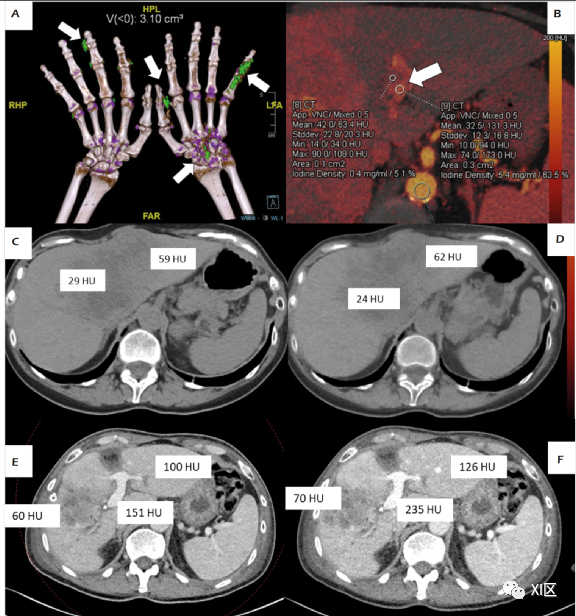 A
HPL
V(<0): 3.10 cm³
RHP
LFA
cm
A
FAR
B
200 [HU]
[8] CT
App. VNC/ Mixed 0.5
Mean: 42.0/ 63.4 HU
Stddev: 22.8/ 20.3 HU
Min: 14.0/ 34.0 HU
Max: 90.0/ 108.0 HU
Area: 0.1 cm2
Iodine Density: 0.4 mg/ml / 5.1 %
[9] CT
App. VNC/ Mixed 0.5
Mean: 32.5/ 131.3 HU
Stddev: 12.3/ 16.8 HU
Min: 10.0/ 94.0 HU
Max: 74.0/ 173.0 HU
Area: 0.3 cm2
Iodine Density: 5.4 mg/ml / 63.5 %
C
59 HU
29 HU
D
62 HU
24 HU
E
100 HU
60 HU
151 HU
F
126 HU
70 HU
235 HU
XI区